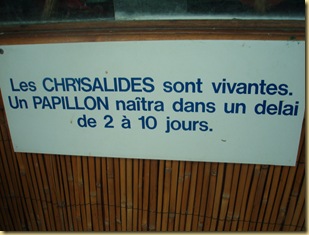 Les CHRYSALIDES sont vivantes.
Un PAPILLON naîtra dans un delai
de 2 à 10 jours.